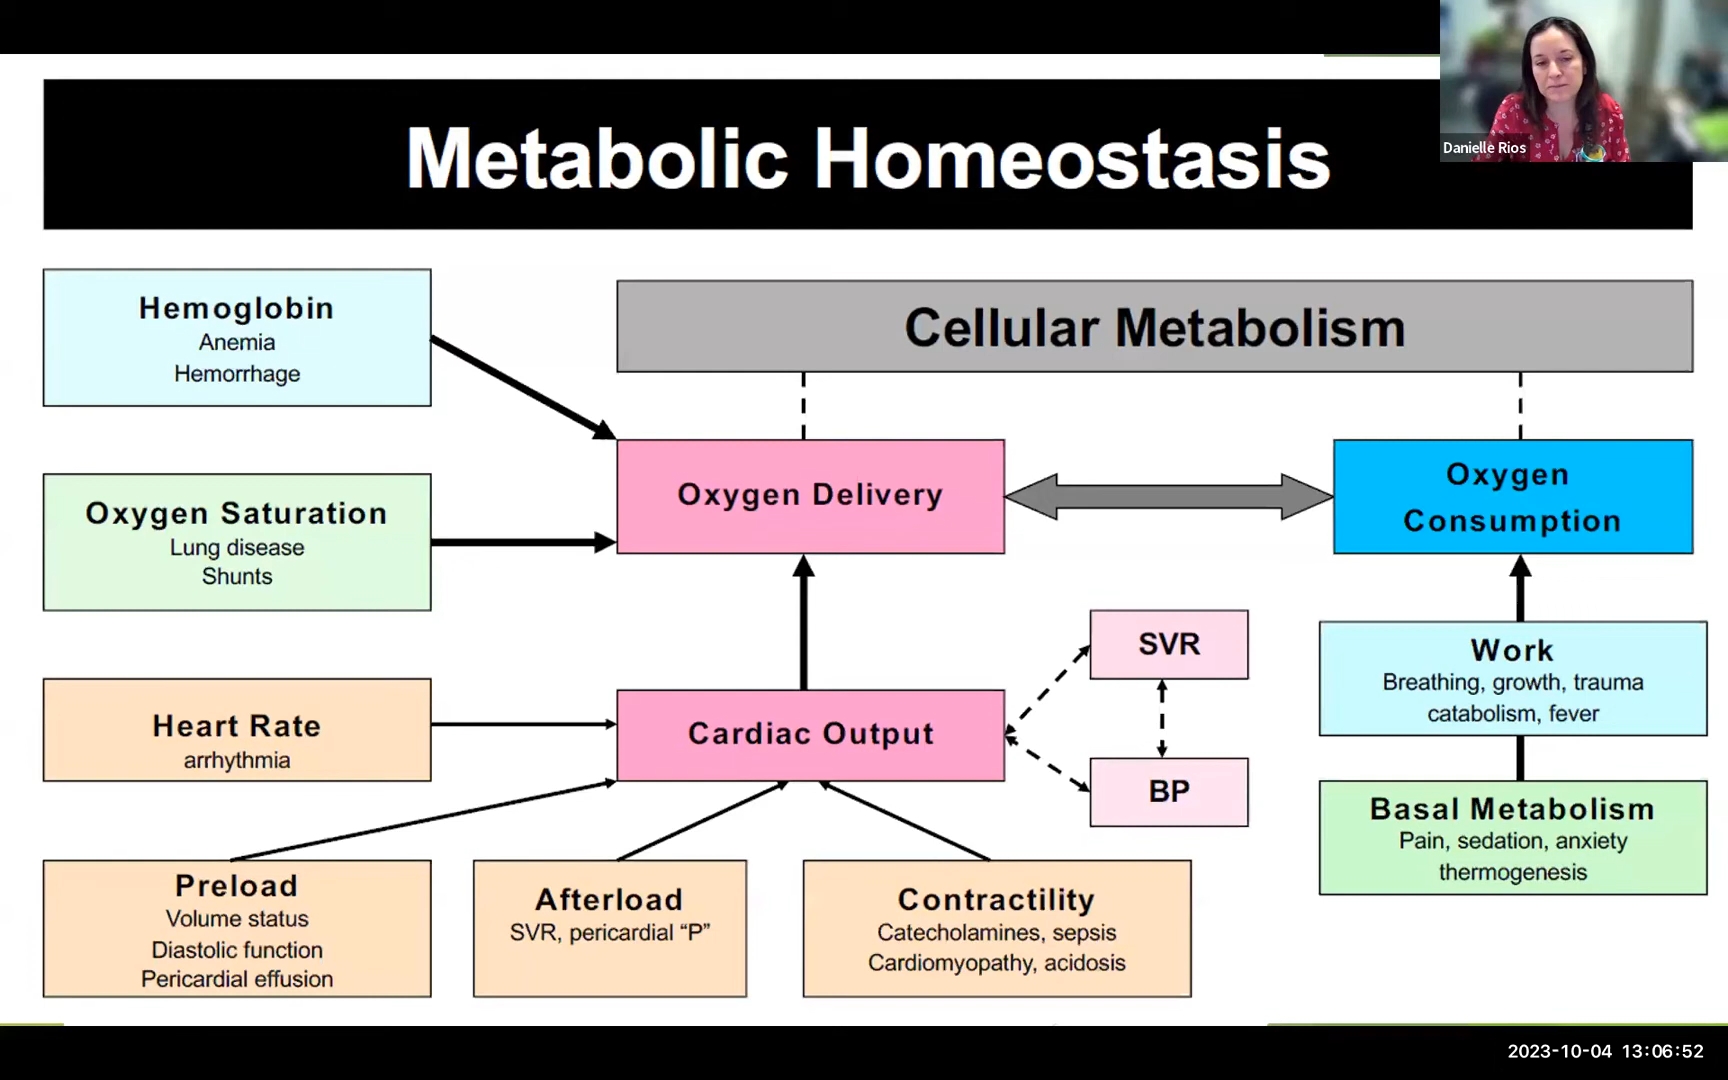 Danielle Rios
Metabolic Homeostasis
Hemoglobin
Anemia
Hemorrhage
Cellular Metabolism
Oxygen Saturation
Lung disease
Shunts
Oxygen Delivery
Oxygen
Consumption
Heart Rate
arrhythmia
Cardiac Output
SVR
BP
Work
Breathing, growth, trauma
catabolism, fever
Basal Metabolism
Pain, sedation, anxiety
thermogenesis
Preload
Volume status
Diastolic function
Pericardial effusion
Afterload
SVR, pericardial “P”
Contractility
Catecholamines, sepsis
Cardiomyopathy, acidosis
2023-10-04 13:06:52